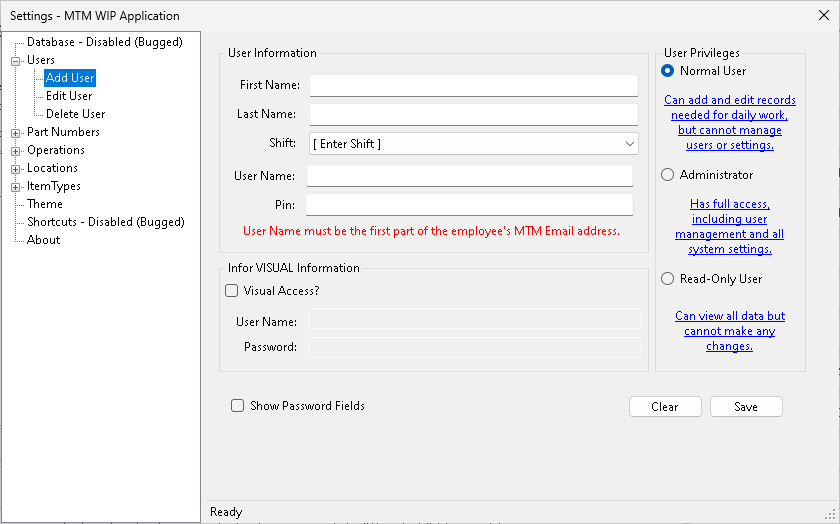 Settings - MTM WIP Application
Database - Disabled (Bugged)
Users
Add User
Edit User
Delete User
Part Numbers
Operations
Locations
ItemTypes
Theme
Shortcuts - Disabled (Bugged)
About
User Information
First Name:
Last Name:
Shift: [ Enter Shift ]
User Name:
Pin:
User Name must be the first part of the employee's MTM Email address.
Infor VISUAL Information
Visual Access?
User Name:
Password:
Show Password Fields
Clear
Save
User Privileges
Normal User
Can add and edit records
needed for daily work,
but cannot manage
users or settings.
Administrator
Has full access,
including user
management and all
system settings.
Read-Only User
Can view all data but
cannot make any
changes.
Ready